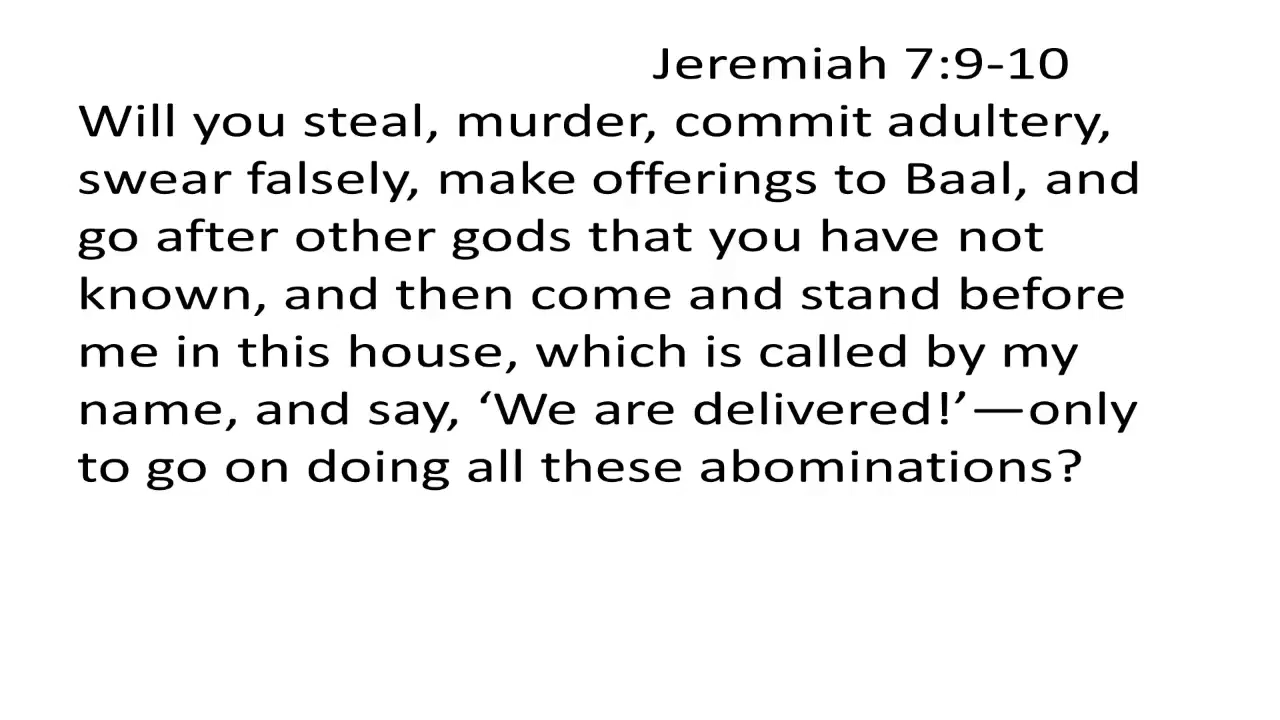 Jeremiah 7:9-10
Will you steal, murder, commit adultery,
swear falsely, make offerings to Baal, and
go after other gods that you have not
known, and then come and stand before
me in this house, which is called by my
name, and say, ‘We are delivered!’—only
to go on doing all these abominations?